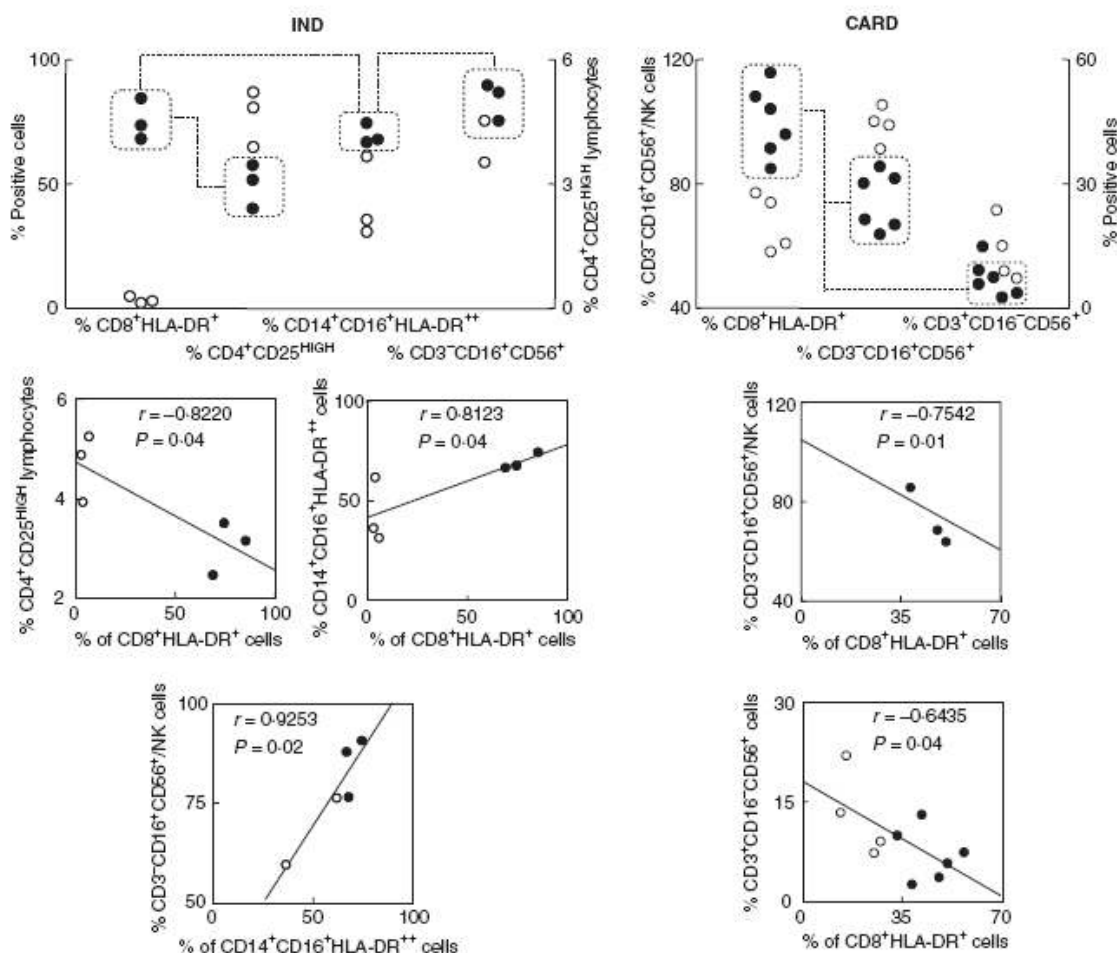 IND
100
50
0
% Positive cells
6
3
0
% CD4⁺CD25ᴴᴵᴳᴴ lymphocytes
% CD8⁺HLA-DR⁺
% CD14⁺CD16⁺HLA-DR⁺⁺
% CD4⁺CD25ᴴᴵᴳᴴ
% CD3⁻CD16⁺CD56⁺
CARD
120
80
40
% CD3⁻CD16⁺CD56⁺/NK cells
60
30
0
% Positive cells
% CD8⁺HLA-DR⁺
% CD3⁺CD16⁻CD56⁺
% CD3⁻CD16⁺CD56⁺
% CD4⁺CD25ᴴᴵᴳᴴ lymphocytes
6
4
2
r = –0·8220
P = 0·04
0
50
100
% of CD8⁺HLA-DR⁺ cells
% CD14⁺CD16⁺HLA-DR⁺⁺ cells
100
50
0
r = 0·8123
P = 0·04
0
50
100
% of CD8⁺HLA-DR⁺ cells
% CD3⁻CD16⁺CD56⁺/NK cells
120
80
40
r = –0·7542
P = 0·01
0
35
70
% of CD8⁺HLA-DR⁺ cells
% CD3⁻CD16⁺CD56⁺/NK cells
100
75
50
r = 0·9253
P = 0·02
0
50
100
% of CD14⁺CD16⁺HLA-DR⁺⁺ cells
% CD3⁺CD16⁻CD56⁺ cells
30
15
0
r = –0·6435
P = 0·04
0
35
70
% of CD8⁺HLA-DR⁺ cells